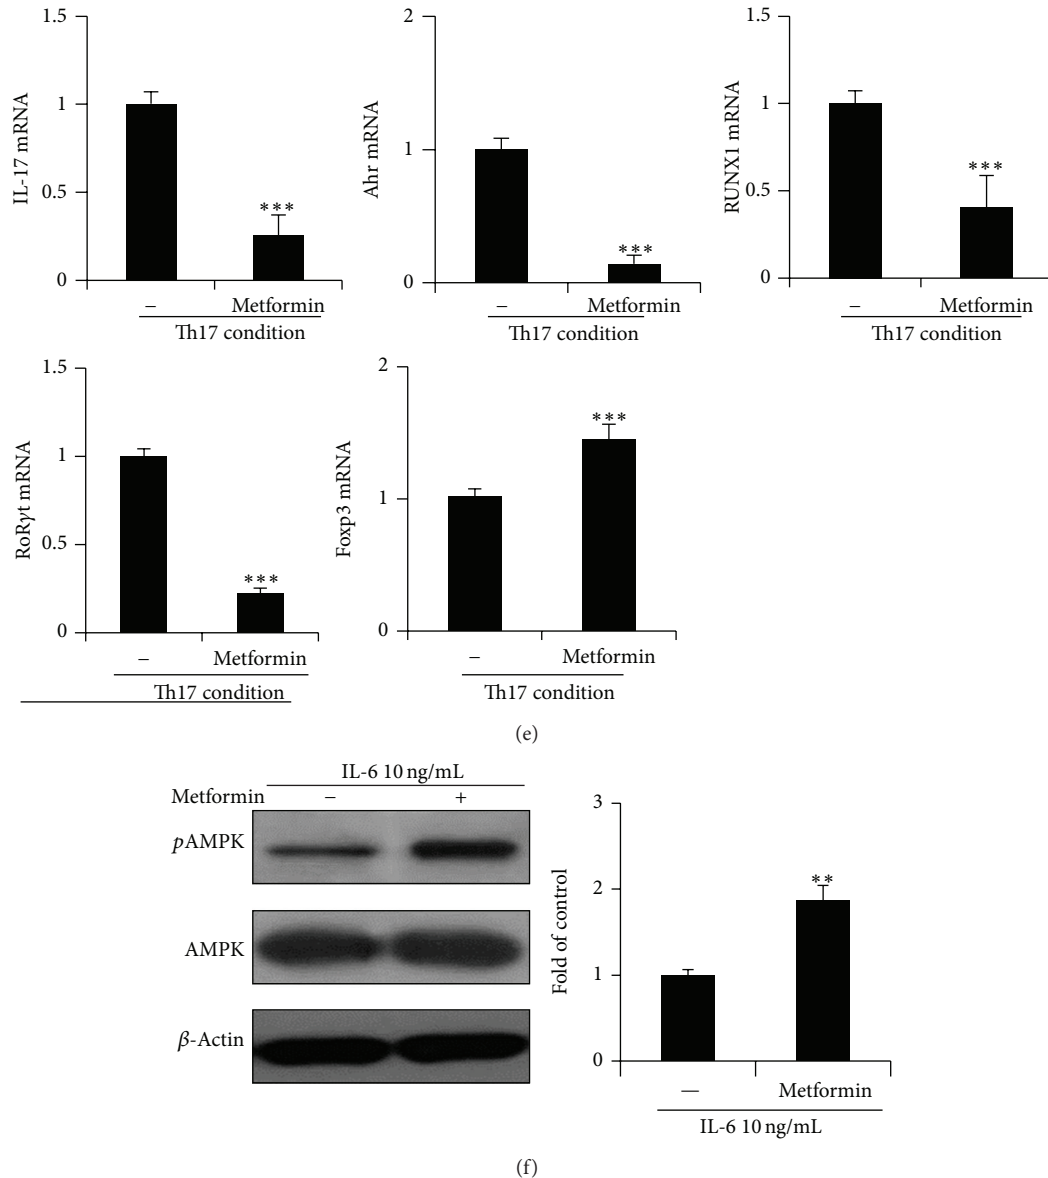 1.5
1
0.5
0
IL-17 mRNA
***
– Metformin
Th17 condition
2
1
0
Ahr mRNA
***
– Metformin
Th17 condition
1.5
1
0.5
0
RUNX1 mRNA
***
– Metformin
Th17 condition
1.5
1
0.5
0
RoRγt mRNA
***
– Metformin
Th17 condition
2
1
0
Foxp3 mRNA
***
– Metformin
Th17 condition
(e)
IL-6 10 ng/mL
Metformin – +
pAMPK
AMPK
β-Actin
3
2
1
0
Fold of control
**
— Metformin
IL-6 10 ng/mL
(f)